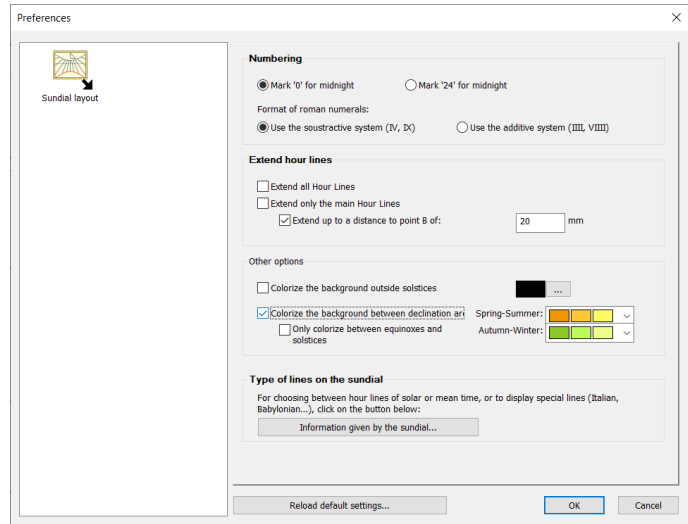 Preferences
Sundial layout
Numbering
Mark '0' for midnight
Mark '24' for midnight
Format of roman numerals:
Use the soustractive system (IV, IX)
Use the additive system (IIII, VIIII)
Extend hour lines
Extend all Hour Lines
Extend only the main Hour Lines
Extend up to a distance to point B of:
20
mm
Other options
Colorize the background outside solstices
...
Colorize the background between declination
Spring-Summer:
Only colorize between equinoxes and
solstices
Autumn-Winter:
Type of lines on the sundial
For choosing between hour lines of solar or mean time, or to display special lines (Italian,
Babylonian...), click on the button below:
Information given by the sundial...
Reload default settings...
OK
Cancel